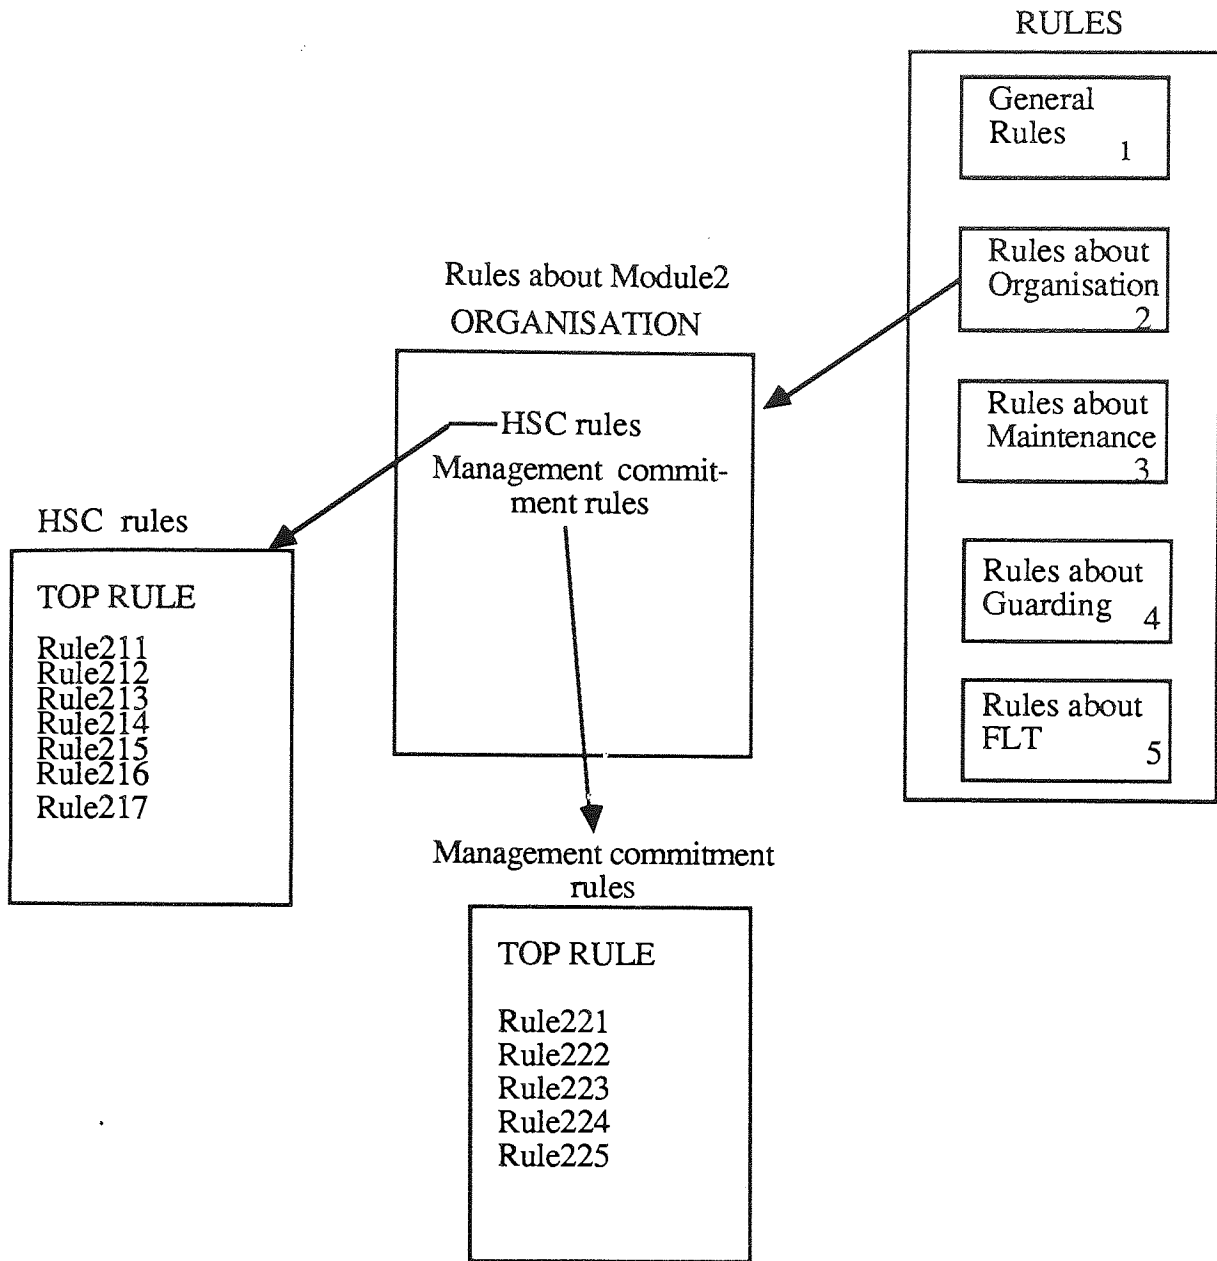 RULES
General
Rules
1
Rules about
Organisation
2
Rules about
Maintenance
3
Rules about
Guarding
4
Rules about
FLT
5
Rules about Module2
ORGANISATION
HSC rules
Management commit-
ment rules
HSC rules
TOP RULE
Rule211
Rule212
Rule213
Rule214
Rule215
Rule216
Rule217
Management commitment
rules
TOP RULE
Rule221
Rule222
Rule223
Rule224
Rule225